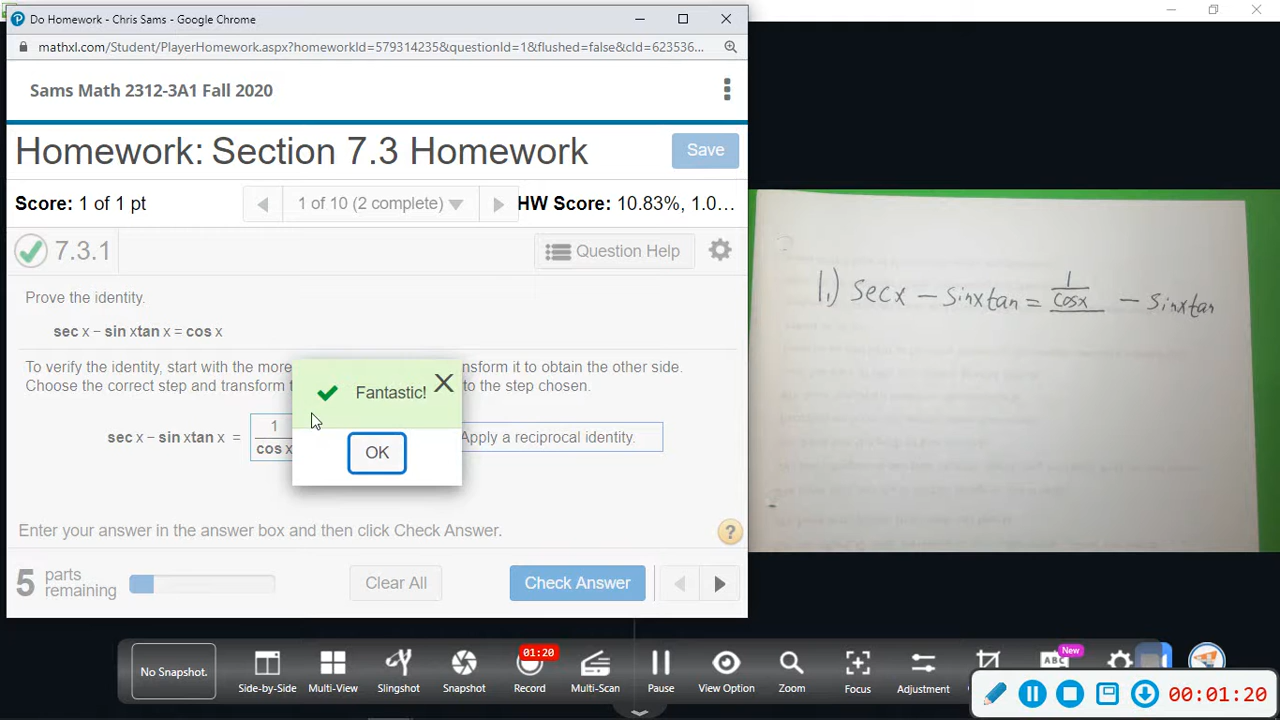 Do Homework - Chris Sams - Google Chrome
mathxl.com/Student/PlayerHomework.aspx?homeworkId=579314235&questionId=1&flushed=false&cId=623536...
Sams Math 2312-3A1 Fall 2020
Homework: Section 7.3 Homework
Save
Score: 1 of 1 pt
1 of 10 (2 complete)
HW Score: 10.83%, 1.0...
7.3.1
Question Help
Prove the identity.
sec x − sin xtan x = cos x
To verify the identity, start with the more nsform it to obtain the other side.
Choose the correct step and transform to the step chosen.
Fantastic!
OK
sec x − sin xtan x =
1
cos x
Apply a reciprocal identity.
Enter your answer in the answer box and then click Check Answer.
?
5 parts remaining
Clear All
Check Answer
1.) secx − sinxtan = 1/cosx − sinxtan
No Snapshot.
Side-by-Side
Multi-View
Slingshot
Snapshot
01:20
Record
Multi-Scan
Pause
View Option
Zoom
Focus
Adjustment
New
ABC
00:01:20